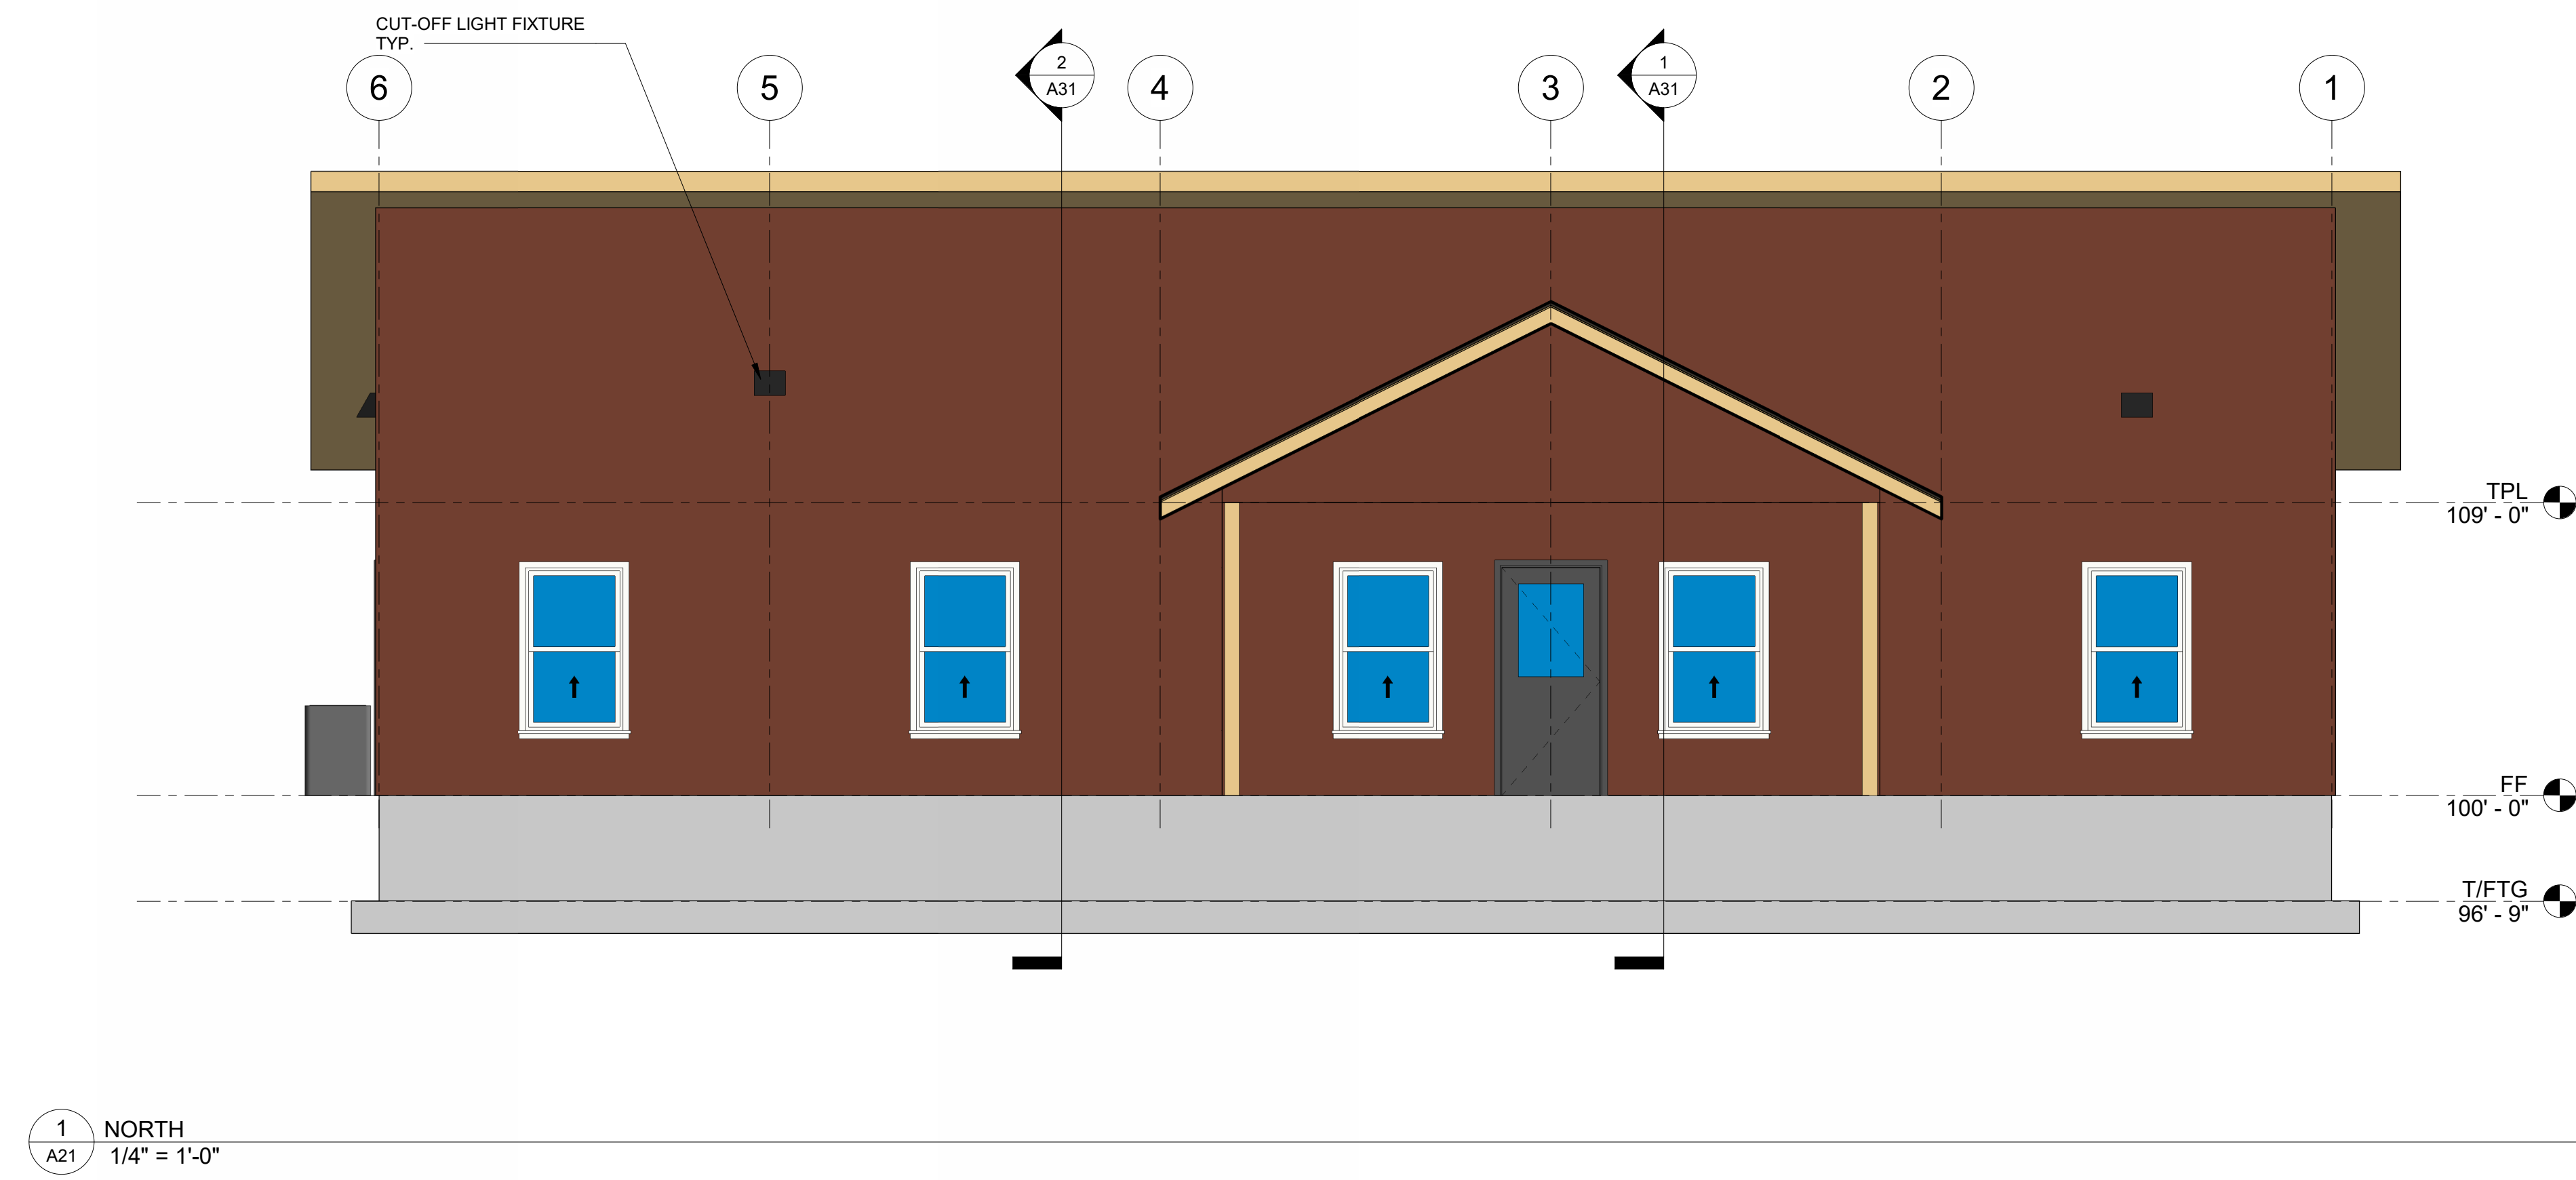 CUT-OFF LIGHT FIXTURE
TYP.
6
5
2
A31
4
3
1
A31
2
1
TPL
109' - 0"
FF
100' - 0"
T/FTG
96' - 9"
1
A21
NORTH
1/4" = 1'-0"